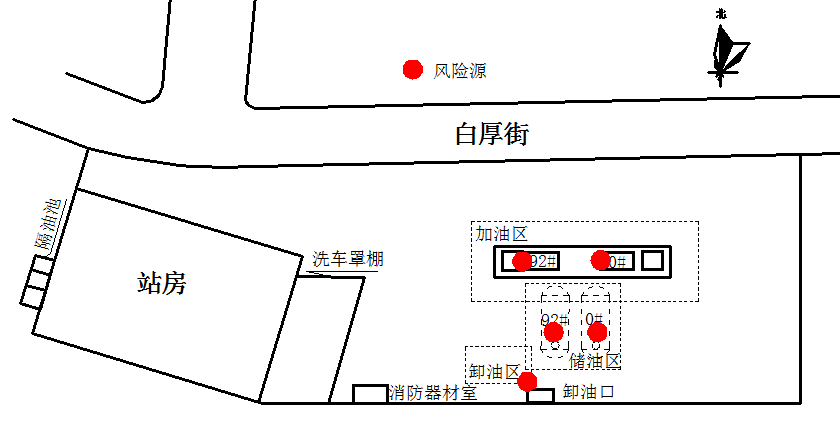 北
风险源
白厚街
隔油池
加油区
洗车罩棚
92#
0#
站房
92#
0#
储油区
卸油区
消防器材室
卸油口